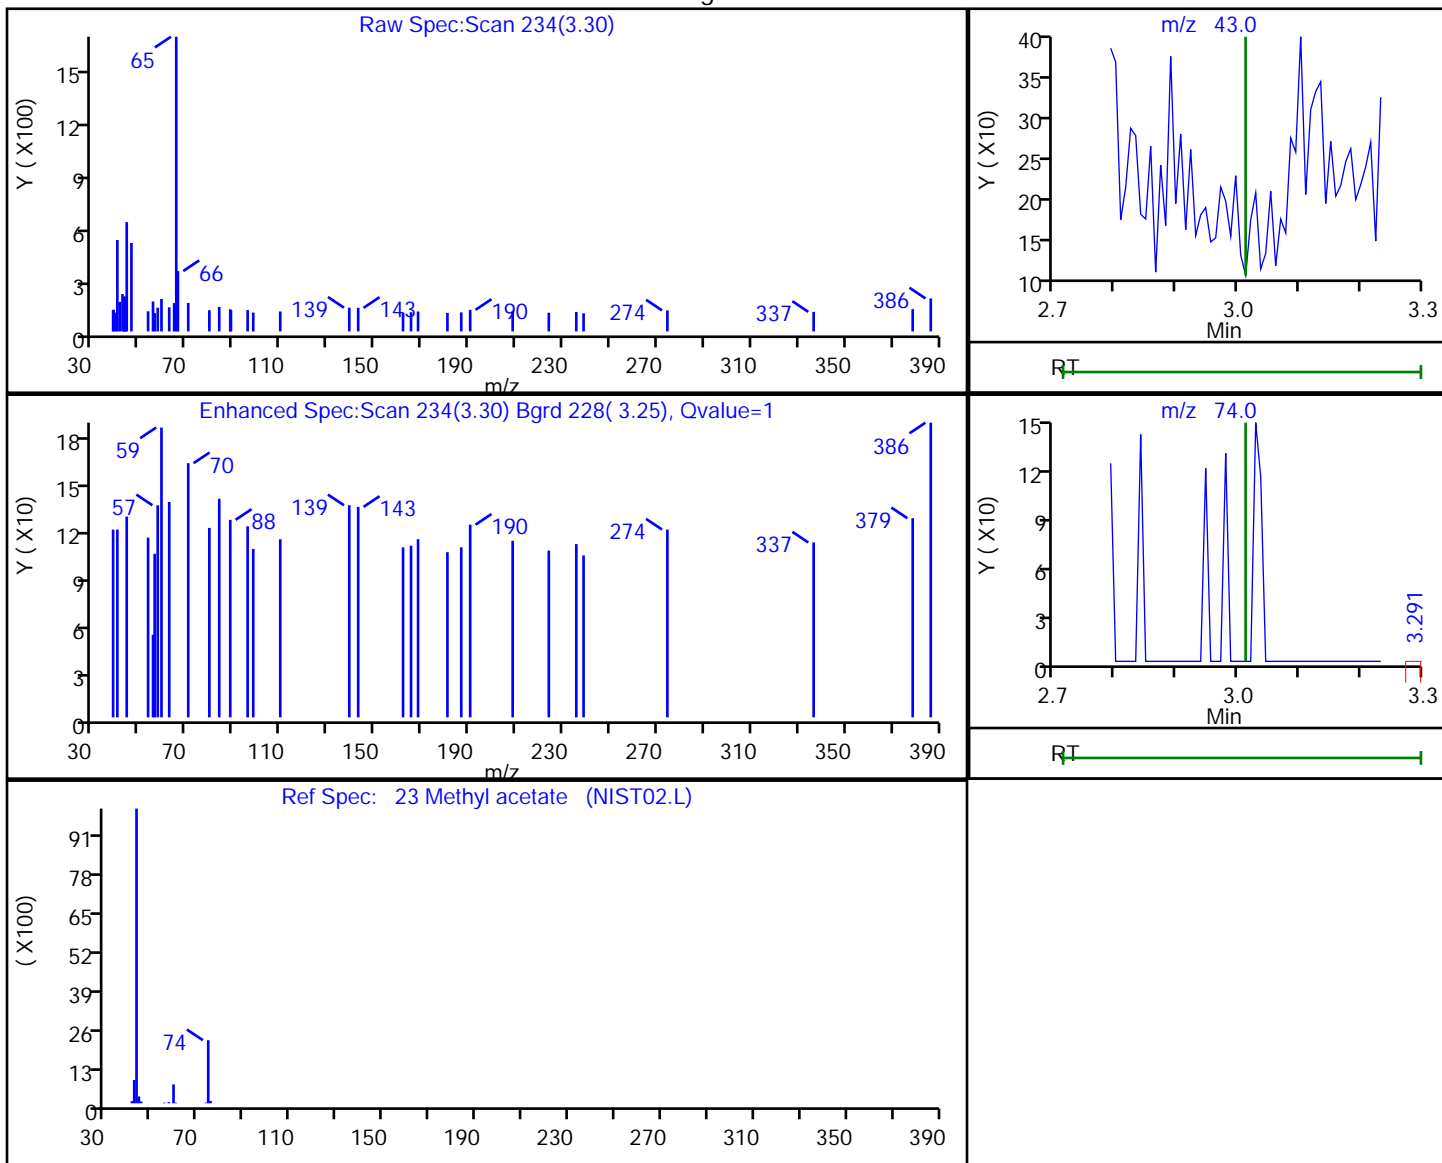 Raw Spec:Scan 234(3.30)
Y ( X100)
15
12
9
6
3
0
65
66
139
143
190
274
337
386
30 70 110 150 190 230 270 310 350 390
m/z
m/z 43.0
Y ( X10)
40
35
30
25
20
15
10
2.7 3.0 3.3
Min
RT
Enhanced Spec:Scan 234(3.30) Bgrd 228( 3.25), Qvalue=1
Y ( X10)
18
15
12
9
6
3
0
59
57
70
88
139
143
190
274
337
379
386
30 70 110 150 190 230 270 310 350 390
m/z
m/z 74.0
Y ( X10)
15
12
9
6
3
0
3.291
2.7 3.0 3.3
Min
RT
Ref Spec: 23 Methyl acetate (NIST02.L)
( X100)
91
78
65
52
39
26
13
0
74
30 70 110 150 190 230 270 310 350 390